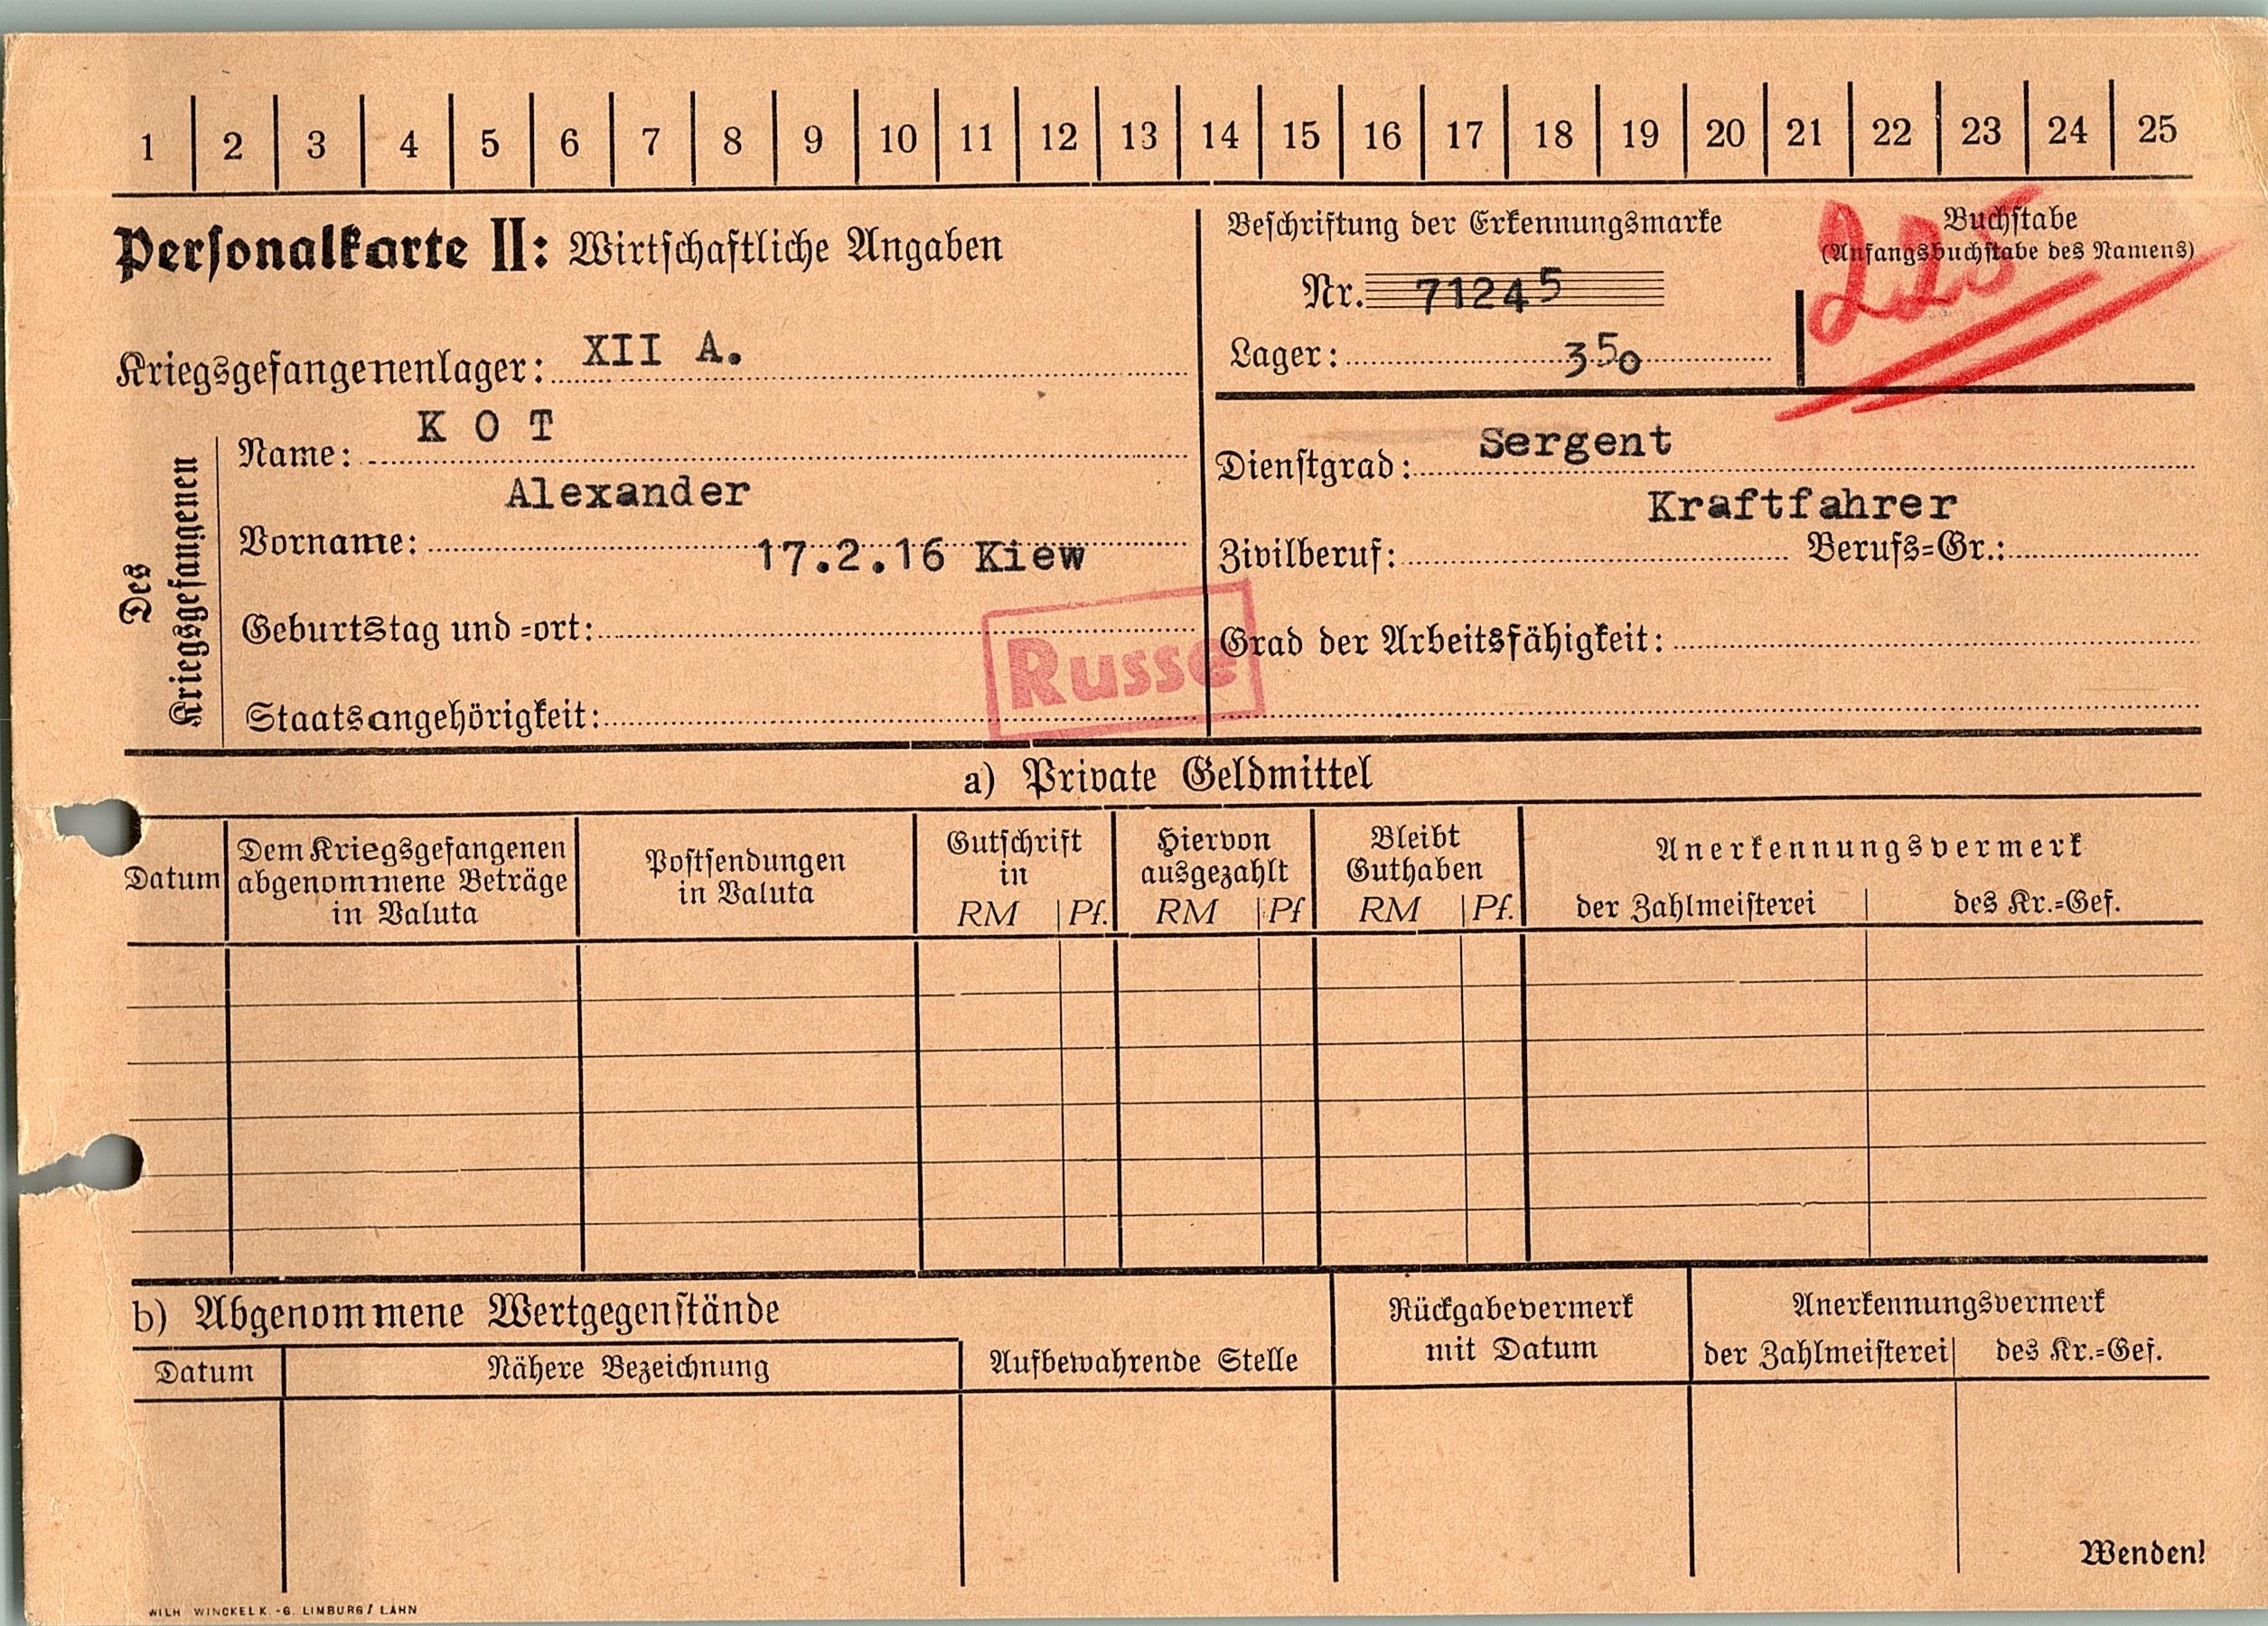 1 2 3 4 5 6 7 8 9 10 11 12 13 14 15 16 17 18 19 20 21 22 23 24 25
Personalkarte II: Wirtschaftliche Angaben
Beschriftung der Erkennungsmarke
Nr. 71245
Lager: 350
Buchstabe
(Anfangsbuchstabe des Namens)
225
Kriegsgefangenenlager: XII A.
Des Kriegsgefangenen
Name: K O T
Vorname: Alexander
Geburtstag und =ort: 17.2.16 Kiew
Staatsangehörigkeit: Russe
Dienstgrad: Sergent
Zivilberuf: Kraftfahrer Berufs=Gr.:
Grad der Arbeitsfähigkeit:
a) Private Geldmittel
Datum
Dem Kriegsgefangenen
abgenommene Beträge
in Valuta
Postsendungen
in Valuta
Gutschrift
in
RM Pf.
Hiervon
ausgezahlt
RM Pf
Bleibt
Guthaben
RM Pf.
Anerkennungsvermerk
der Zahlmeisterei des Kr.=Gef.
b) Abgenommene Wertgegenstände
Datum Nähere Bezeichnung
Aufbewahrende Stelle
Rückgabevermerk
mit Datum
Anerkennungsvermerk
der Zahlmeisterei des Kr.=Gef.
Wenden!
WILH WINCKEL K.-G. LIMBURG/LAHN